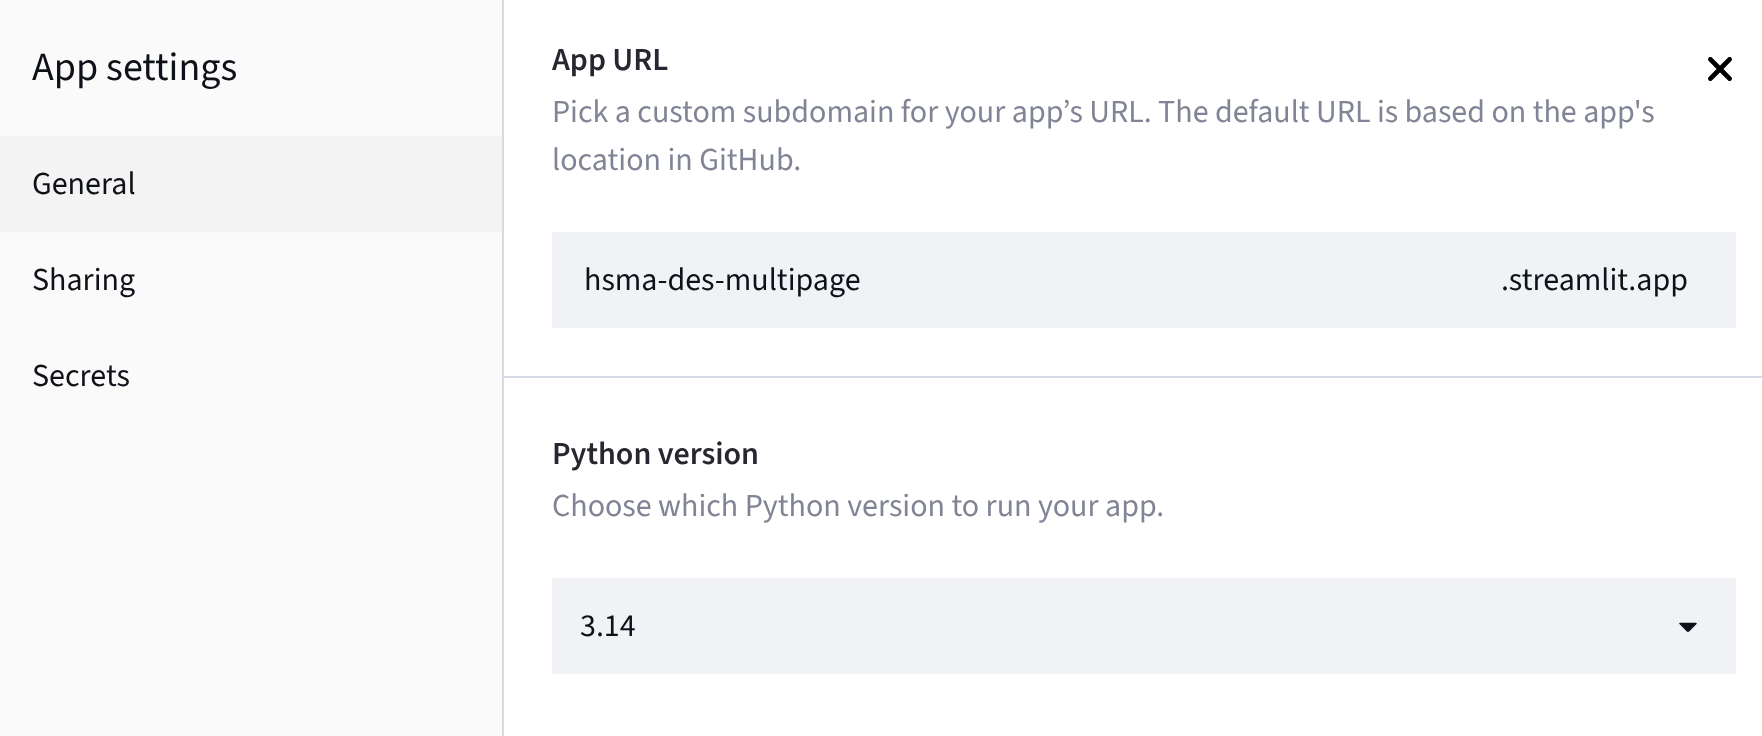 App settings
General
Sharing
Secrets
App URL
Pick a custom subdomain for your app’s URL. The default URL is based on the app's
location in GitHub.
hsma-des-multipage .streamlit.app
Python version
Choose which Python version to run your app.
3.14